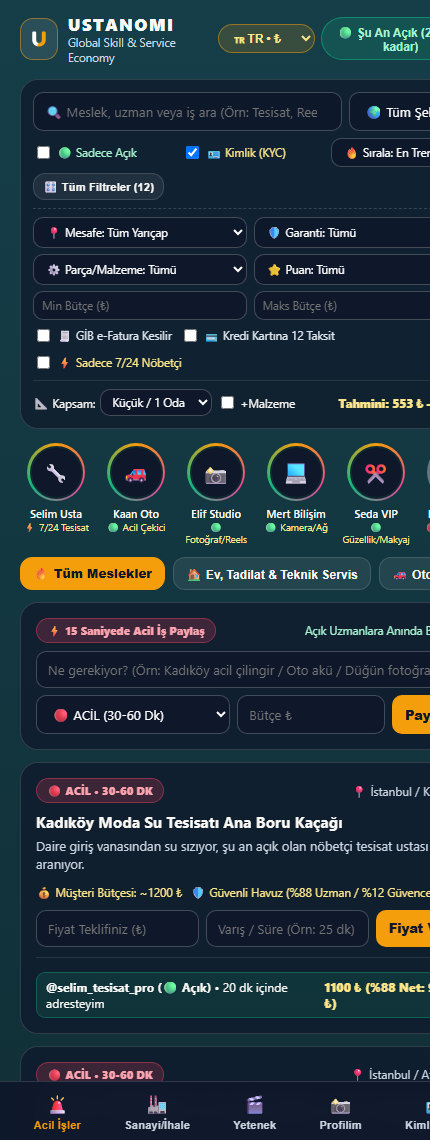 U
USTANOMI
Global Skill & Service
Economy
TR TR • ₺
Şu An Açık (2
kadar)
Meslek, uzman veya iş ara (Örn: Tesisat, Ree
Tüm Şe
Sadece Açık
Kimlik (KYC)
Sırala: En Tre
Tüm Filtreler (12)
Mesafe: Tüm Yarıçap
Garanti: Tümü
Parça/Malzeme: Tümü
Puan: Tümü
Min Bütçe (₺)
Maks Bütçe (₺)
GİB e-Fatura Kesilir
Kredi Kartına 12 Taksit
Sadece 7/24 Nöbetçi
Kapsam:
Küçük / 1 Oda
+Malzeme
Tahmini: 553 ₺ -
Selim Usta
7/24 Tesisat
Kaan Oto
Acil Çekici
Elif Studio
Fotoğraf/Reels
Mert Bilişim
Kamera/Ağ
Seda VIP
Güzellik/Makyaj
Tüm Meslekler
Ev, Tadilat & Teknik Servis
Oto
15 Saniyede Acil İş Paylaş
Açık Uzmanlara Anında B
Ne gerekiyor? (Örn: Kadıköy acil çilingir / Oto akü / Düğün fotoğra
ACİL (30-60 Dk)
Bütçe ₺
Pay
ACİL • 30-60 DK
İstanbul / K
Kadıköy Moda Su Tesisatı Ana Boru Kaçağı
Daire giriş vanasından su sızıyor, şu an açık olan nöbetçi tesisat ustası
aranıyor.
Müşteri Bütçesi: ~1200 ₺
Güvenli Havuz (%88 Uzman / %12 Güvence
Fiyat Teklifiniz (₺)
Varış / Süre (Örn: 25 dk)
Fiyat V
@selim_tesisat_pro ( Açık) • 20 dk içinde
adresteyim
1100 ₺ (%88 Net: 9
₺)
ACİL • 30-60 DK
İstanbul / A
Acil İşler
Sanayi/İhale
Yetenek
Profilim
Kiml